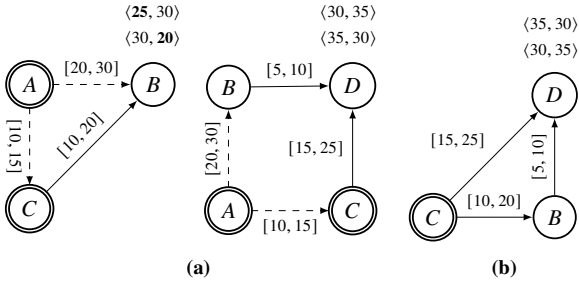 ⟨25, 30⟩
⟨30, 20⟩
A
[20, 30]
B
[10, 15]
[10, 20]
C
⟨30, 35⟩
⟨35, 30⟩
B
[5, 10]
D
[20, 30]
[15, 25]
A
[10, 15]
C
(a)
⟨35, 30⟩
⟨30, 35⟩
D
[15, 25]
[5, 10]
C
[10, 20]
B
(b)